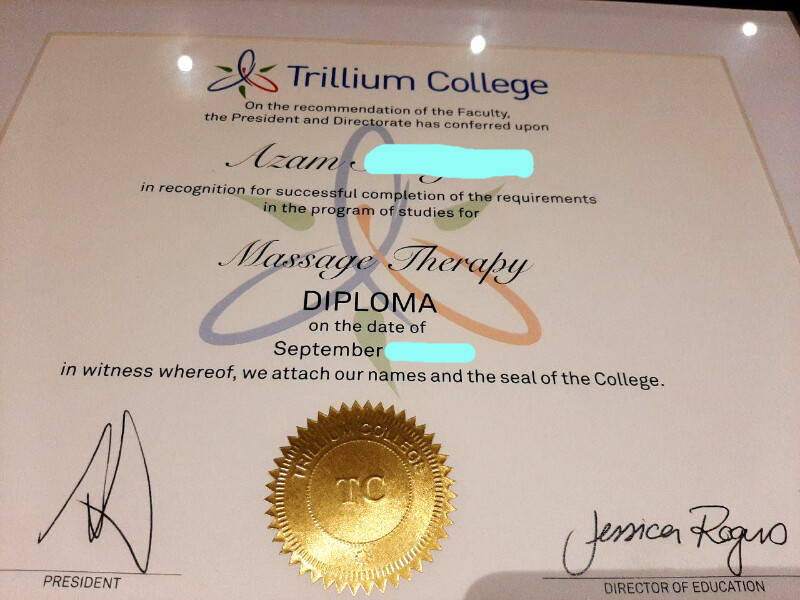 Trillium College
On the recommendation of the Faculty,
the President and Directorate has conferred upon
Azam
in recognition for successful completion of the requirements
in the program of studies for
Massage Therapy
DIPLOMA
on the date of
September
in witness whereof, we attach our names and the seal of the College.
TRILLIUM COLLEGE
TC
Jessica Rogers
PRESIDENT
DIRECTOR OF EDUCATION